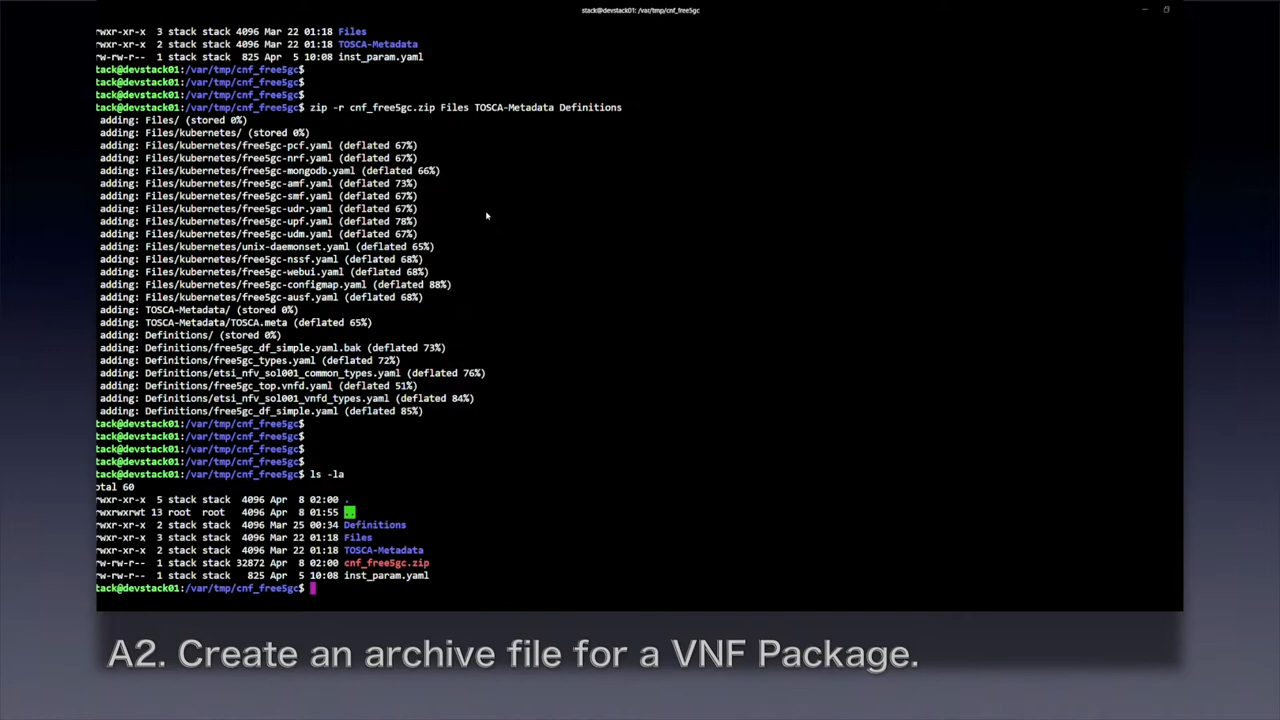 stack@devstack01: /var/tmp/cnf_free5gc
rwxr-xr-x 3 stack stack 4096 Mar 22 01:18 Files
rwxr-xr-x 2 stack stack 4096 Mar 22 01:18 TOSCA-Metadata
rw-rw-r-- 1 stack stack 825 Apr 5 10:08 inst_param.yaml
tack@devstack01:/var/tmp/cnf_free5gc$
tack@devstack01:/var/tmp/cnf_free5gc$
tack@devstack01:/var/tmp/cnf_free5gc$
tack@devstack01:/var/tmp/cnf_free5gc$ zip -r cnf_free5gc.zip Files TOSCA-Metadata Definitions
adding: Files/ (stored 0%)
adding: Files/kubernetes/ (stored 0%)
adding: Files/kubernetes/free5gc-pcf.yaml (deflated 67%)
adding: Files/kubernetes/free5gc-nrf.yaml (deflated 67%)
adding: Files/kubernetes/free5gc-mongodb.yaml (deflated 66%)
adding: Files/kubernetes/free5gc-amf.yaml (deflated 73%)
adding: Files/kubernetes/free5gc-smf.yaml (deflated 67%)
adding: Files/kubernetes/free5gc-udr.yaml (deflated 67%)
adding: Files/kubernetes/free5gc-upf.yaml (deflated 78%)
adding: Files/kubernetes/free5gc-udm.yaml (deflated 67%)
adding: Files/kubernetes/unix-daemonset.yaml (deflated 65%)
adding: Files/kubernetes/free5gc-nssf.yaml (deflated 68%)
adding: Files/kubernetes/free5gc-webui.yaml (deflated 68%)
adding: Files/kubernetes/free5gc-configmap.yaml (deflated 88%)
adding: Files/kubernetes/free5gc-ausf.yaml (deflated 68%)
adding: TOSCA-Metadata/ (stored 0%)
adding: TOSCA-Metadata/TOSCA.meta (deflated 65%)
adding: Definitions/ (stored 0%)
adding: Definitions/free5gc_df_simple.yaml.bak (deflated 73%)
adding: Definitions/free5gc_types.yaml (deflated 72%)
adding: Definitions/etsi_nfv_sol001_common_types.yaml (deflated 76%)
adding: Definitions/free5gc_top.vnfd.yaml (deflated 51%)
adding: Definitions/etsi_nfv_sol001_vnfd_types.yaml (deflated 84%)
adding: Definitions/free5gc_df_simple.yaml (deflated 85%)
tack@devstack01:/var/tmp/cnf_free5gc$
tack@devstack01:/var/tmp/cnf_free5gc$
tack@devstack01:/var/tmp/cnf_free5gc$
tack@devstack01:/var/tmp/cnf_free5gc$
tack@devstack01:/var/tmp/cnf_free5gc$ ls -la
otal 60
rwxr-xr-x 5 stack stack 4096 Apr 8 02:00 .
rwxrwxrwt 13 root root 4096 Apr 8 01:55 ..
rwxr-xr-x 2 stack stack 4096 Mar 25 00:34 Definitions
rwxr-xr-x 3 stack stack 4096 Mar 22 01:18 Files
rwxr-xr-x 2 stack stack 4096 Mar 22 01:18 TOSCA-Metadata
rw-rw-r-- 1 stack stack 32872 Apr 8 02:00 cnf_free5gc.zip
rw-rw-r-- 1 stack stack 825 Apr 5 10:08 inst_param.yaml
tack@devstack01:/var/tmp/cnf_free5gc$
A2. Create an archive file for a VNF Package.